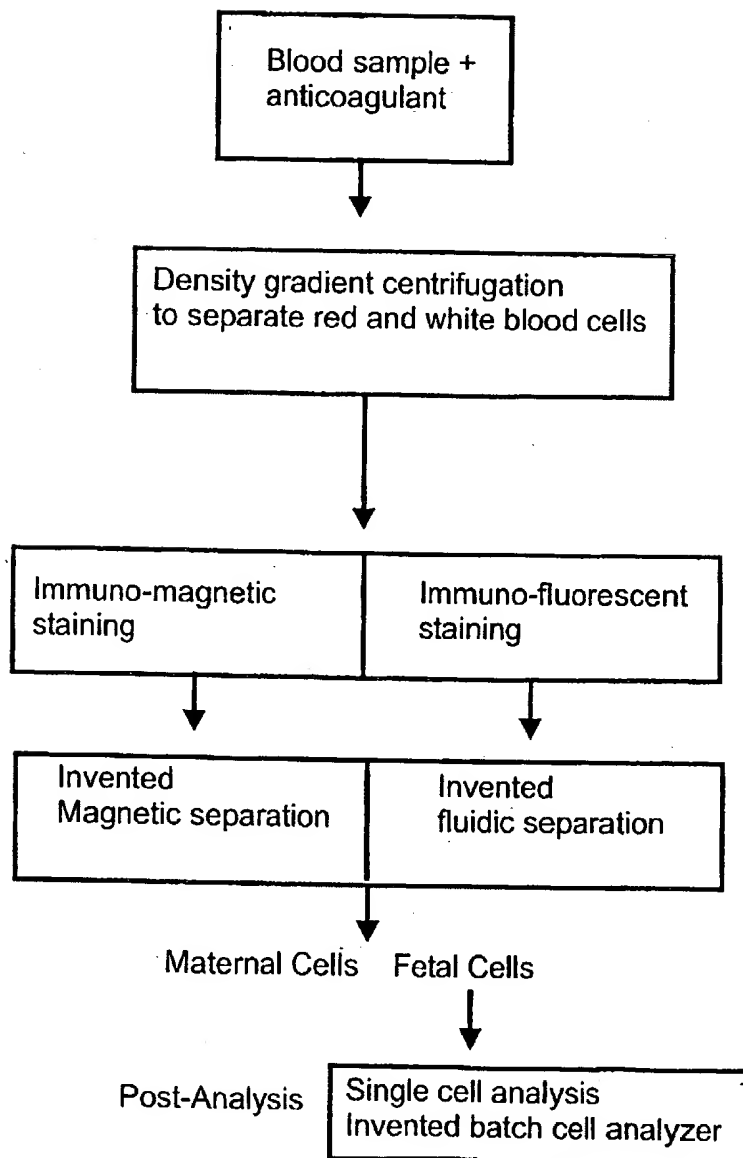 Blood sample +
anticoagulant
Density gradient centrifugation
to separate red and white blood cells
Immuno-magnetic
staining
Immuno-fluorescent
staining
Invented
Magnetic separation
Invented
fluidic separation
Maternal Cells Fetal Cells
Post-Analysis
Single cell analysis
Invented batch cell analyzer